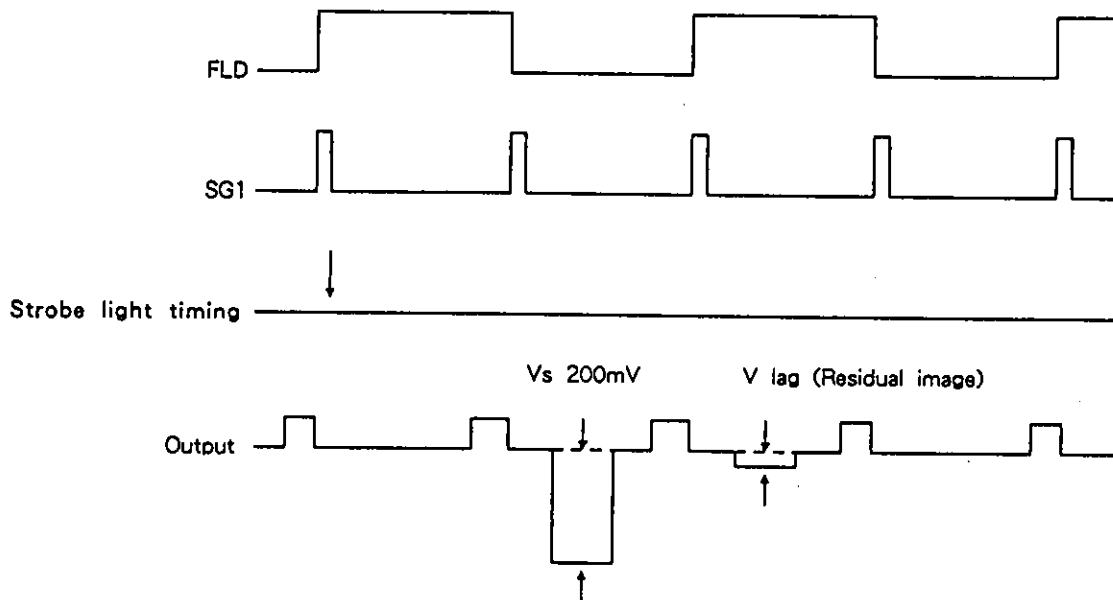 FLD
SG1
Strobe light timing
Vs 200mV
V lag (Residual image)
Output